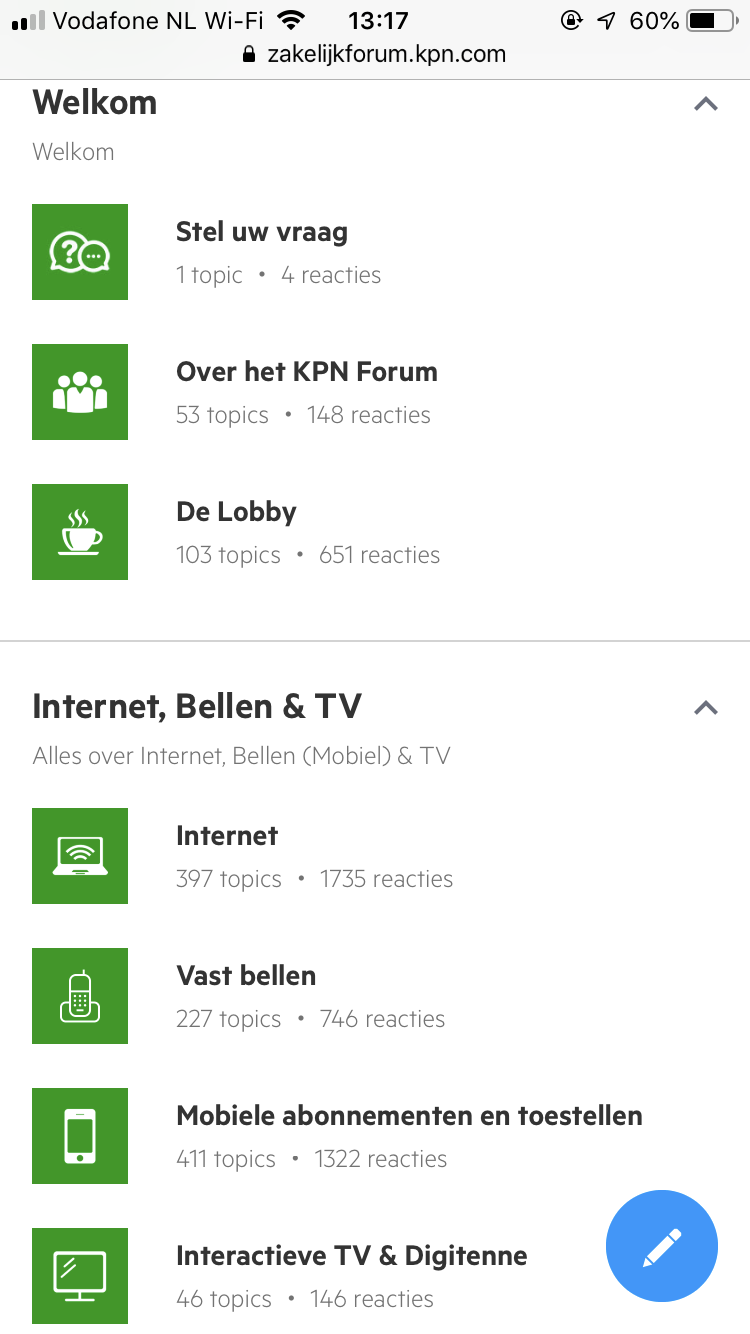 Vodafone NL Wi-Fi 13:17 60%
zakelijkforum.kpn.com
Welkom
Welkom
Stel uw vraag
1 topic • 4 reacties
Over het KPN Forum
53 topics • 148 reacties
De Lobby
103 topics • 651 reacties
Internet, Bellen & TV
Alles over Internet, Bellen (Mobiel) & TV
Internet
397 topics • 1735 reacties
Vast bellen
227 topics • 746 reacties
Mobiele abonnementen en toestellen
411 topics • 1322 reacties
Interactieve TV & Digitenne
46 topics • 146 reacties